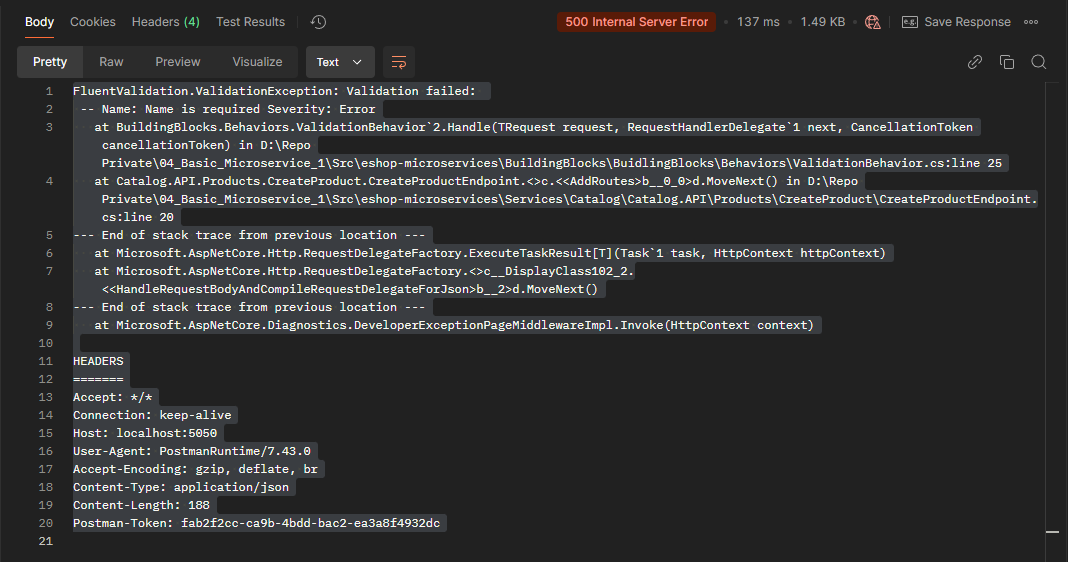 Body Cookies Headers (4) Test Results 500 Internal Server Error • 137 ms • 1.49 KB e.g. Save Response
Pretty Raw Preview Visualize Text
1 FluentValidation.ValidationException: Validation failed:
2 -- Name: Name is required Severity: Error
3 at BuildingBlocks.Behaviors.ValidationBehavior`2.Handle(TRequest request, RequestHandlerDelegate`1 next, CancellationToken
cancellationToken) in D:\Repo
Private\04_Basic_Microservice_1\Src\eshop-microservices\BuildingBlocks\BuidlingBlocks\Behaviors\ValidationBehavior.cs:line 25
4 at Catalog.API.Products.CreateProduct.CreateProductEndpoint.<>c.<<AddRoutes>b__0_0>d.MoveNext() in D:\Repo
Private\04_Basic_Microservice_1\Src\eshop-microservices\Services\Catalog\Catalog.API\Products\CreateProduct\CreateProductEndpoint.
cs:line 20
5 --- End of stack trace from previous location ---
6 at Microsoft.AspNetCore.Http.RequestDelegateFactory.ExecuteTaskResult[T](Task`1 task, HttpContext httpContext)
7 at Microsoft.AspNetCore.Http.RequestDelegateFactory.<>c__DisplayClass102_2.
<<HandleRequestBodyAndCompileRequestDelegateForJson>b__2>d.MoveNext()
8 --- End of stack trace from previous location ---
9 at Microsoft.AspNetCore.Diagnostics.DeveloperExceptionPageMiddlewareImpl.Invoke(HttpContext context)
10
11 HEADERS
12 =======
13 Accept: */*
14 Connection: keep-alive
15 Host: localhost:5050
16 User-Agent: PostmanRuntime/7.43.0
17 Accept-Encoding: gzip, deflate, br
18 Content-Type: application/json
19 Content-Length: 188
20 Postman-Token: fab2f2cc-ca9b-4bdd-bac2-ea3a8f4932dc
21